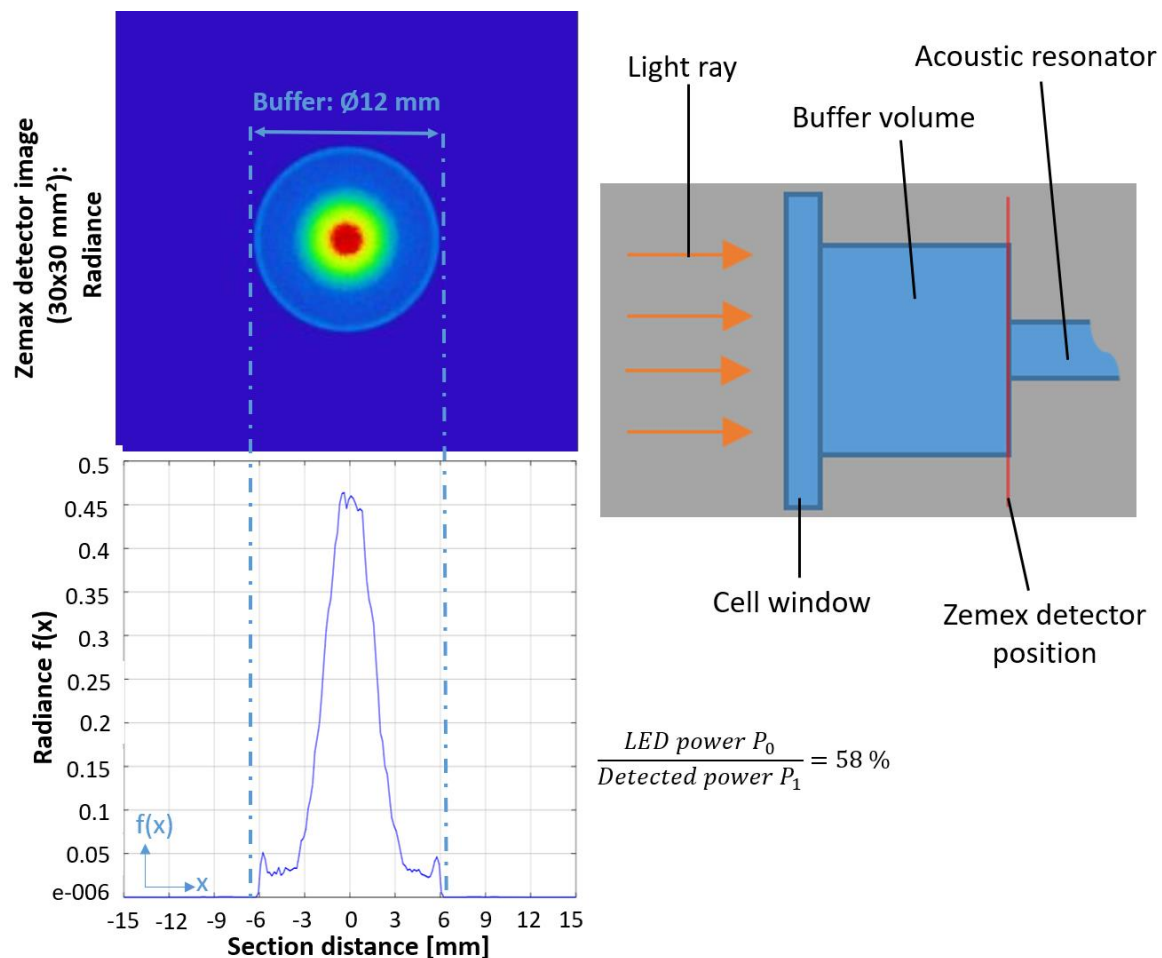 Zemax detector image
(30x30 mm²):
Radiance
Buffer: Ø12 mm
Light ray
Acoustic resonator
Buffer volume
Cell window
Zemex detector
position
LED power P₀
Detected power P₁
= 58 %
0.5
0.45
0.4
0.35
0.3
0.25
0.2
0.15
0.1
0.05
e-006
Radiance f(x)
f(x)
x
-15 -12 -9 -6 -3 0 3 6 9 12 15
Section distance [mm]